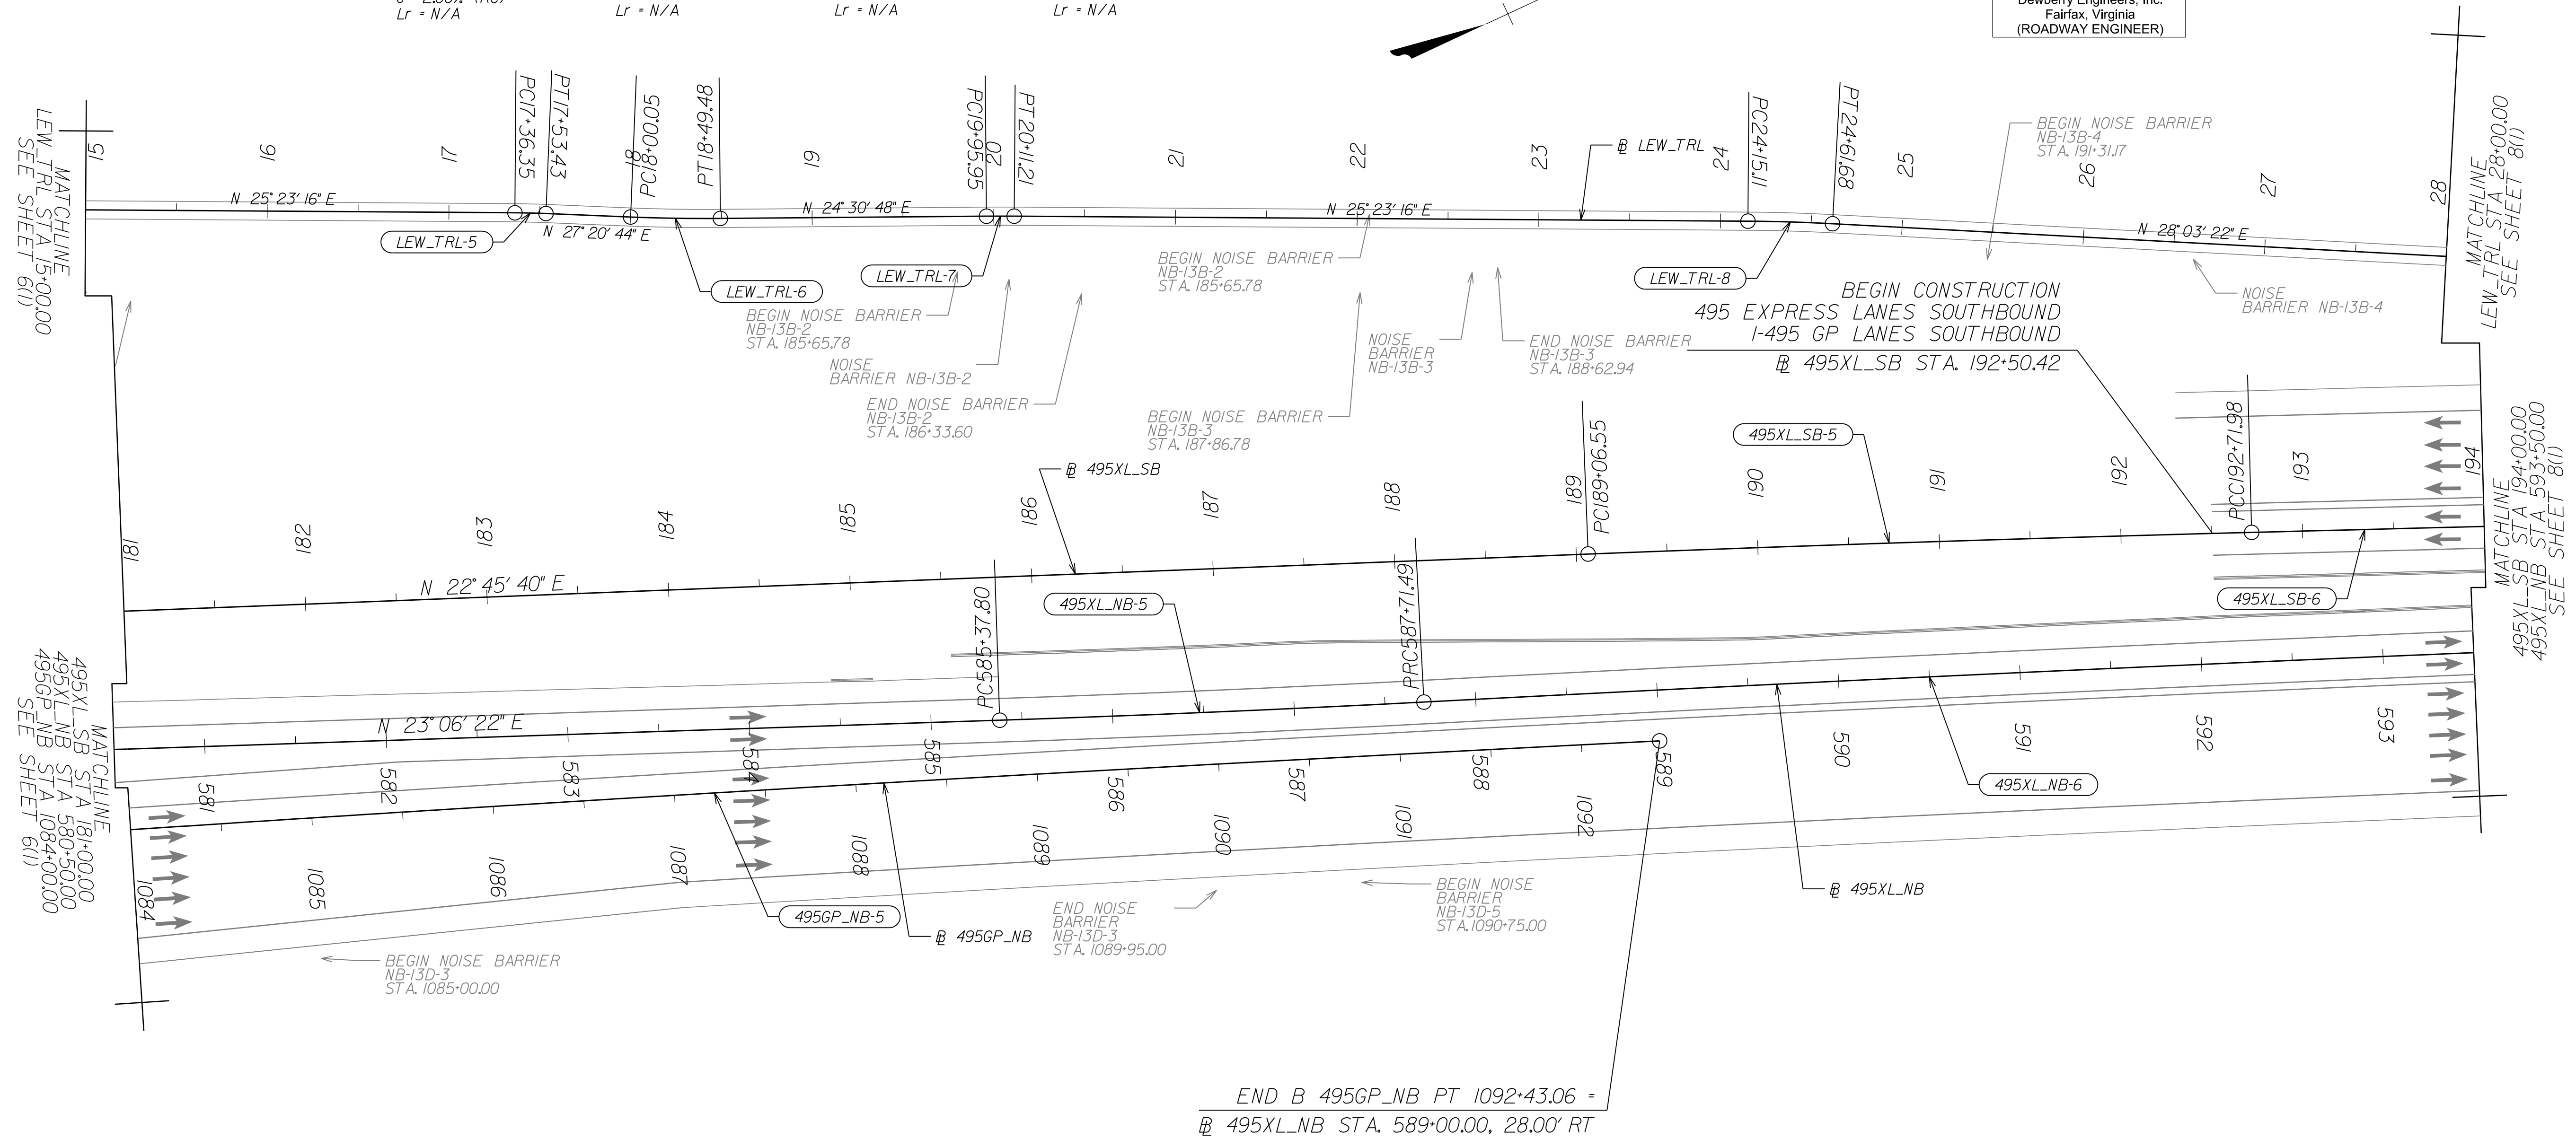 Lr = N/A
Lr = N/A
Lr = N/A
Lr = N/A
Dewberry Engineers, Inc.
Fairfax, Virginia
(ROADWAY ENGINEER)
MATCHLINE
LEW_TRL STA 15+00.00
SEE SHEET 6(1)
15
16
17
18
19
20
21
22
23
24
25
26
27
28
PC17+36.35
PT17+53.43
PC18+00.05
PT18+49.48
PC19+95.95
PT20+11.21
PC24+15.11
PT24+61.68
N 25° 23' 16" E
N 27° 20' 44" E
N 24° 30' 48" E
N 25° 23' 16" E
N 28° 03' 22" E
LEW_TRL-5
LEW_TRL-6
LEW_TRL-7
LEW_TRL-8
BL LEW_TRL
BEGIN NOISE BARRIER
NB-13B-4
STA. 191+31.17
MATCHLINE
LEW_TRL STA 28+00.00
SEE SHEET 8(1)
BEGIN NOISE BARRIER
NB-13B-2
STA. 185+65.78
BEGIN NOISE BARRIER
NB-13B-2
STA. 185+65.78
NOISE
BARRIER NB-13B-2
END NOISE BARRIER
NB-13B-2
STA. 186+33.60
BEGIN NOISE BARRIER
NB-13B-3
STA. 187+86.78
NOISE
BARRIER
NB-13B-3
END NOISE BARRIER
NB-13B-3
STA. 188+62.94
NOISE
BARRIER NB-13B-4
BEGIN CONSTRUCTION
495 EXPRESS LANES SOUTHBOUND
I-495 GP LANES SOUTHBOUND
BL 495XL_SB STA. 192+50.42
181
182
183
184
185
186
187
188
189
190
191
192
193
194
N 22° 45' 40" E
BL 495XL_SB
PC189+06.55
495XL_SB-5
PCC192+71.98
495XL_SB-6
MATCHLINE
495XL_SB STA 194+00.00
495XL_NB STA 593+50.00
SEE SHEET 8(1)
MATCHLINE
495XL_SB STA 181+00.00
495XL_NB STA 580+50.00
495GP_NB STA 1084+00.00
SEE SHEET 6(1)
N 23° 06' 22" E
PC585+37.80
495XL_NB-5
PRC587+71.49
581
582
583
584
585
586
587
588
589
590
591
592
593
495XL_NB-6
BL 495XL_NB
1084
1085
1086
1087
1088
1089
1090
1091
1092
495GP_NB-5
BL 495GP_NB
BEGIN NOISE BARRIER
NB-13D-3
STA. 1085+00.00
END NOISE
BARRIER
NB-13D-3
STA. 1089+95.00
BEGIN NOISE
BARRIER
NB-13D-5
STA. 1090+75.00
END B 495GP_NB PT 1092+43.06 =
BL 495XL_NB STA. 589+00.00, 28.00' RT